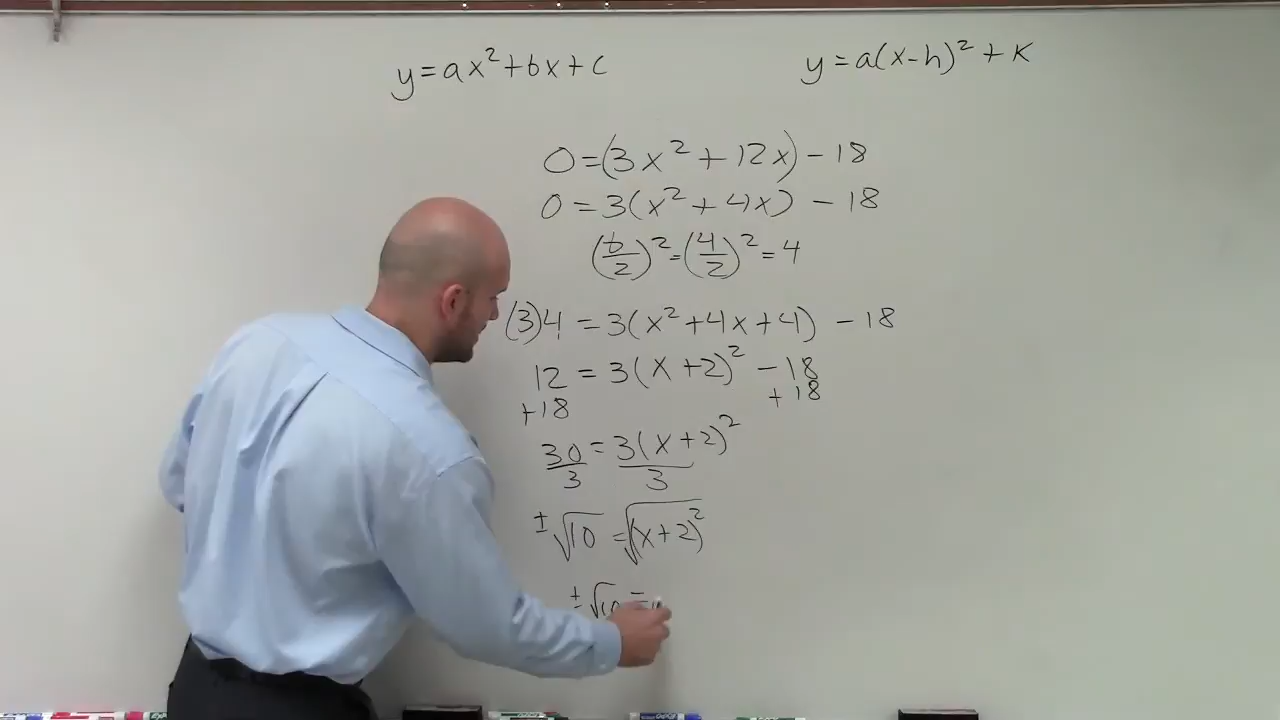 y=ax²+bx+c
y=a(x-h)²+k
0=(3x²+12x)-18
0=3(x²+4x)-18
(b/2)²=(4/2)²=4
(3)4=3(x²+4x+4)-18
12=3(x+2)²-18
+18 +18
30/3=3(x+2)²/3
±√10=√(x+2)²
±√10=